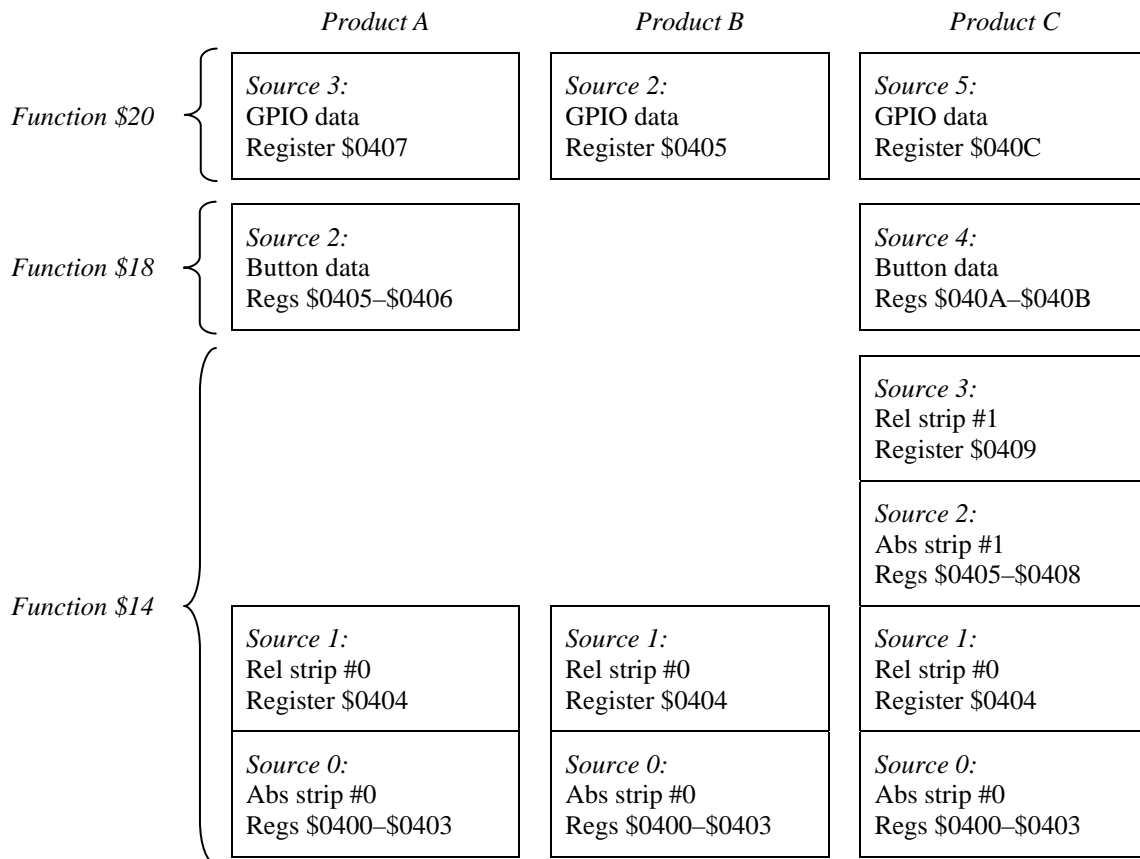 Product A
Product B
Product C
Function $20
Source 3:
GPIO data
Register $0407
Source 2:
GPIO data
Register $0405
Source 5:
GPIO data
Register $040C
Function $18
Source 2:
Button data
Regs $0405–$0406
Source 4:
Button data
Regs $040A–$040B
Function $14
Source 3:
Rel strip #1
Register $0409
Source 2:
Abs strip #1
Regs $0405–$0408
Source 1:
Rel strip #0
Register $0404
Source 1:
Rel strip #0
Register $0404
Source 1:
Rel strip #0
Register $0404
Source 0:
Abs strip #0
Regs $0400–$0403
Source 0:
Abs strip #0
Regs $0400–$0403
Source 0:
Abs strip #0
Regs $0400–$0403